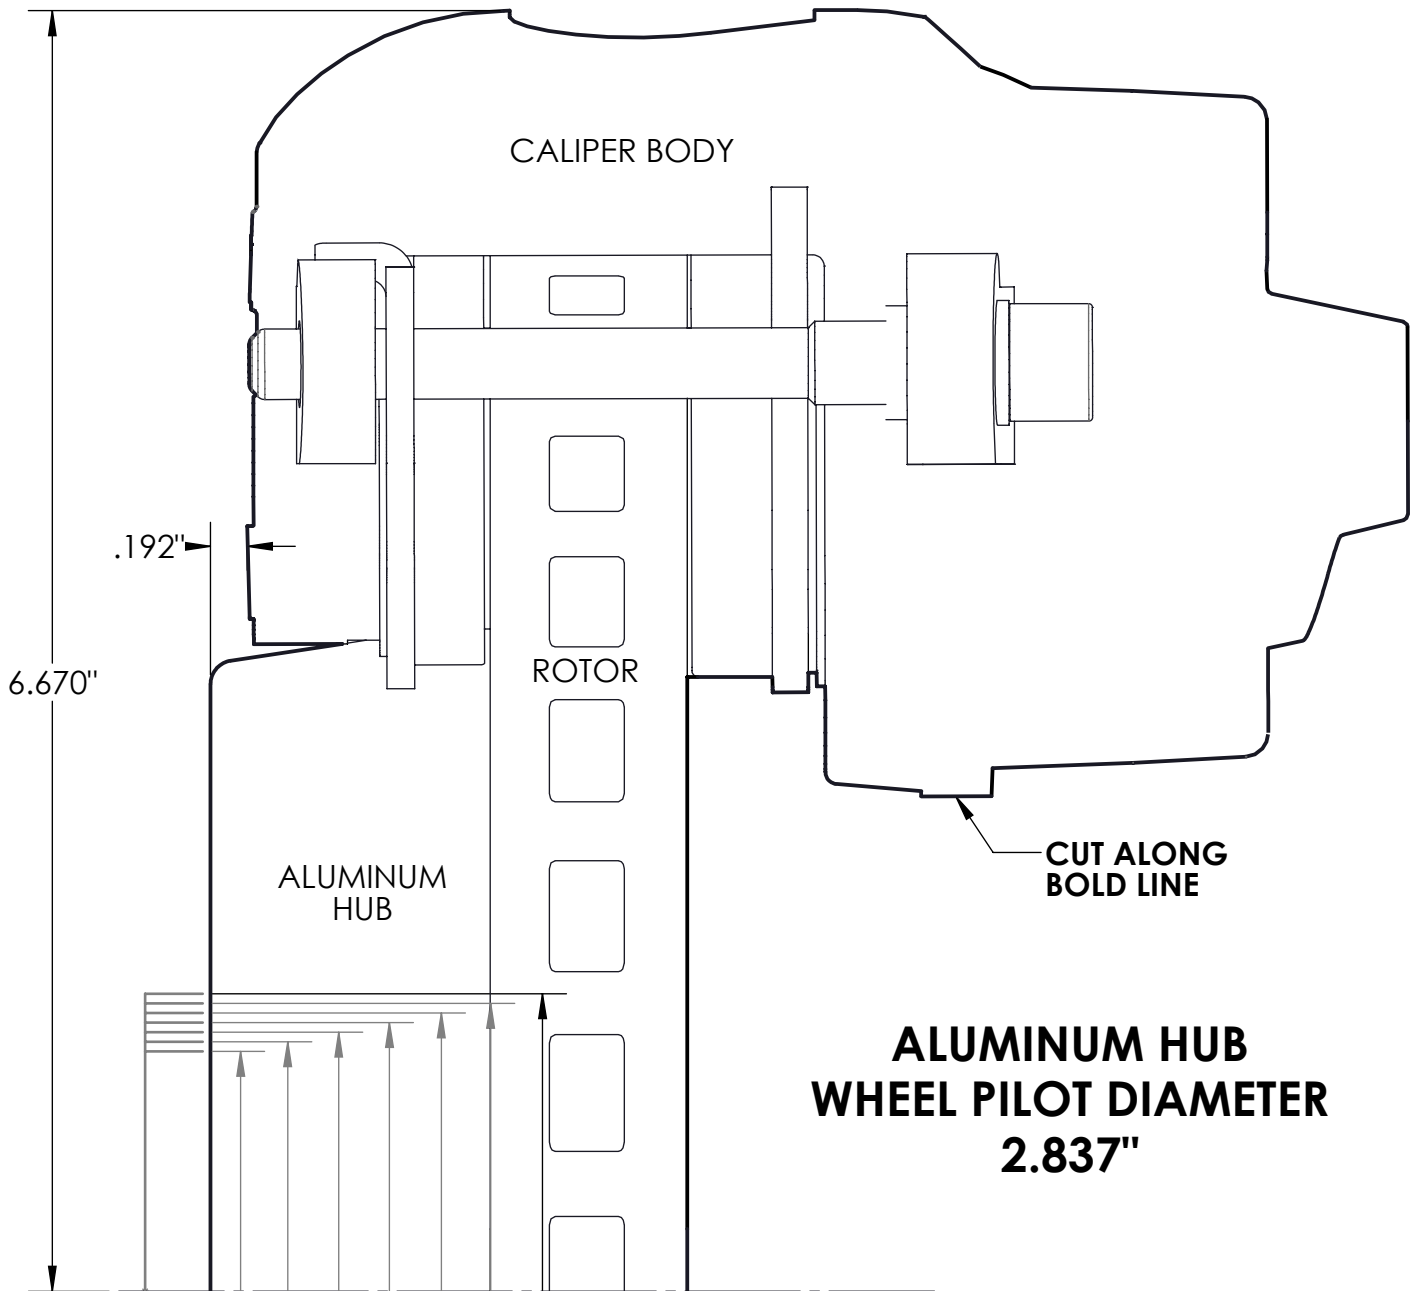 CALIPER BODY
.192"
ROTOR
6.670"
CUT ALONG
BOLD LINE
ALUMINUM
HUB
ALUMINUM HUB
WHEEL PILOT DIAMETER
2.837"